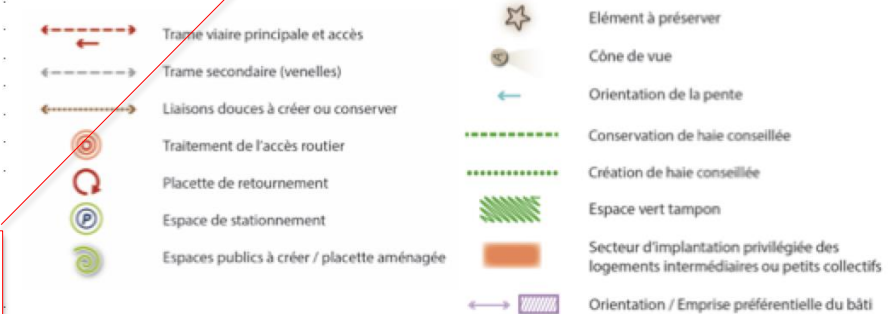 Trame viaire principale et accès
Trame secondaire (venelles)
Liaisons douces à créer ou conserver
Traitement de l'accès routier
Placette de retournement
P
Espace de stationnement
Espaces publics à créer / placette aménagée
Elément à préserver
Cône de vue
Orientation de la pente
Conservation de haie conseillée
Création de haie conseillée
Espace vert tampon
Secteur d'implantation privilégiée des
logements intermédiaires ou petits collectifs
Orientation / Emprise préférentielle du bâti